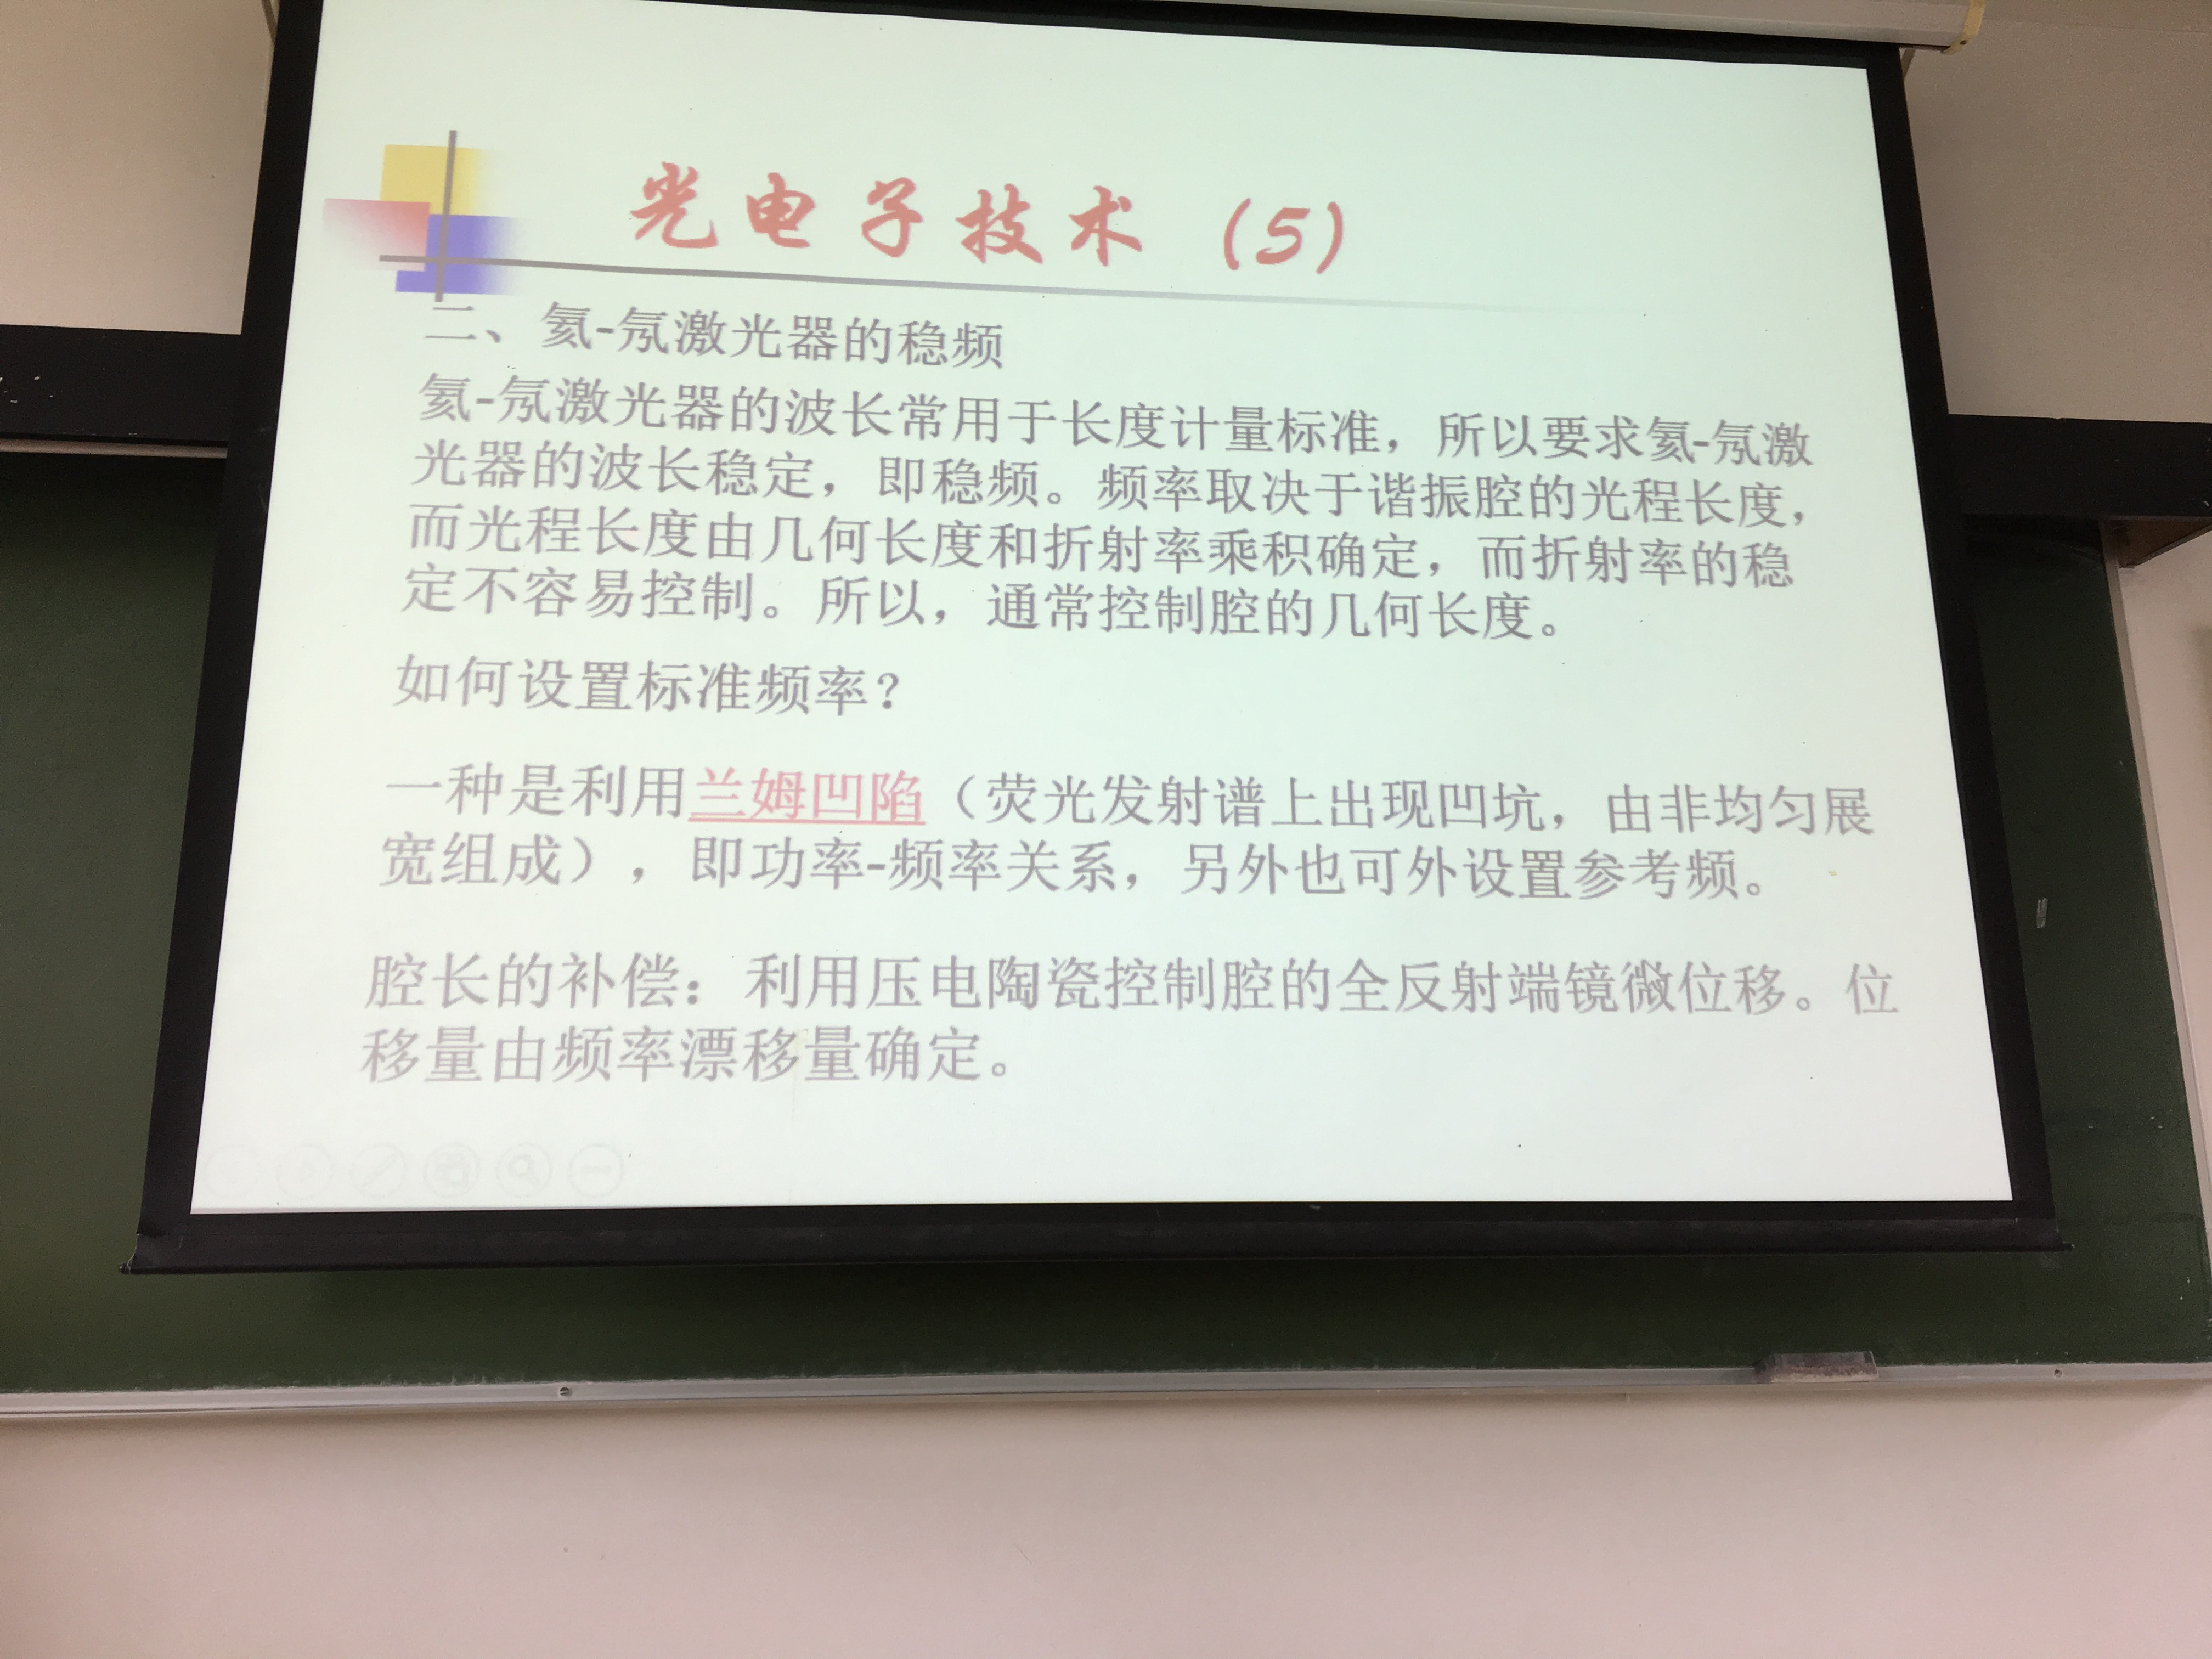 光电子技术（5）
二、氦-氖激光器的稳频
氦-氖激光器的波长常用于长度计量标准，所以要求氦-氖激
光器的波长稳定，即稳频。频率取决于谐振腔的光程长度，
而光程长度由几何长度和折射率乘积确定，而折射率的稳
定不容易控制。所以，通常控制腔的几何长度。
如何设置标准频率？
一种是利用兰姆凹陷（荧光发射谱上出现凹坑，由非均匀展
宽组成），即功率-频率关系，另外也可外设置参考频。
腔长的补偿：利用压电陶瓷控制腔的全反射端镜微位移。位
移量由频率漂移量确定。